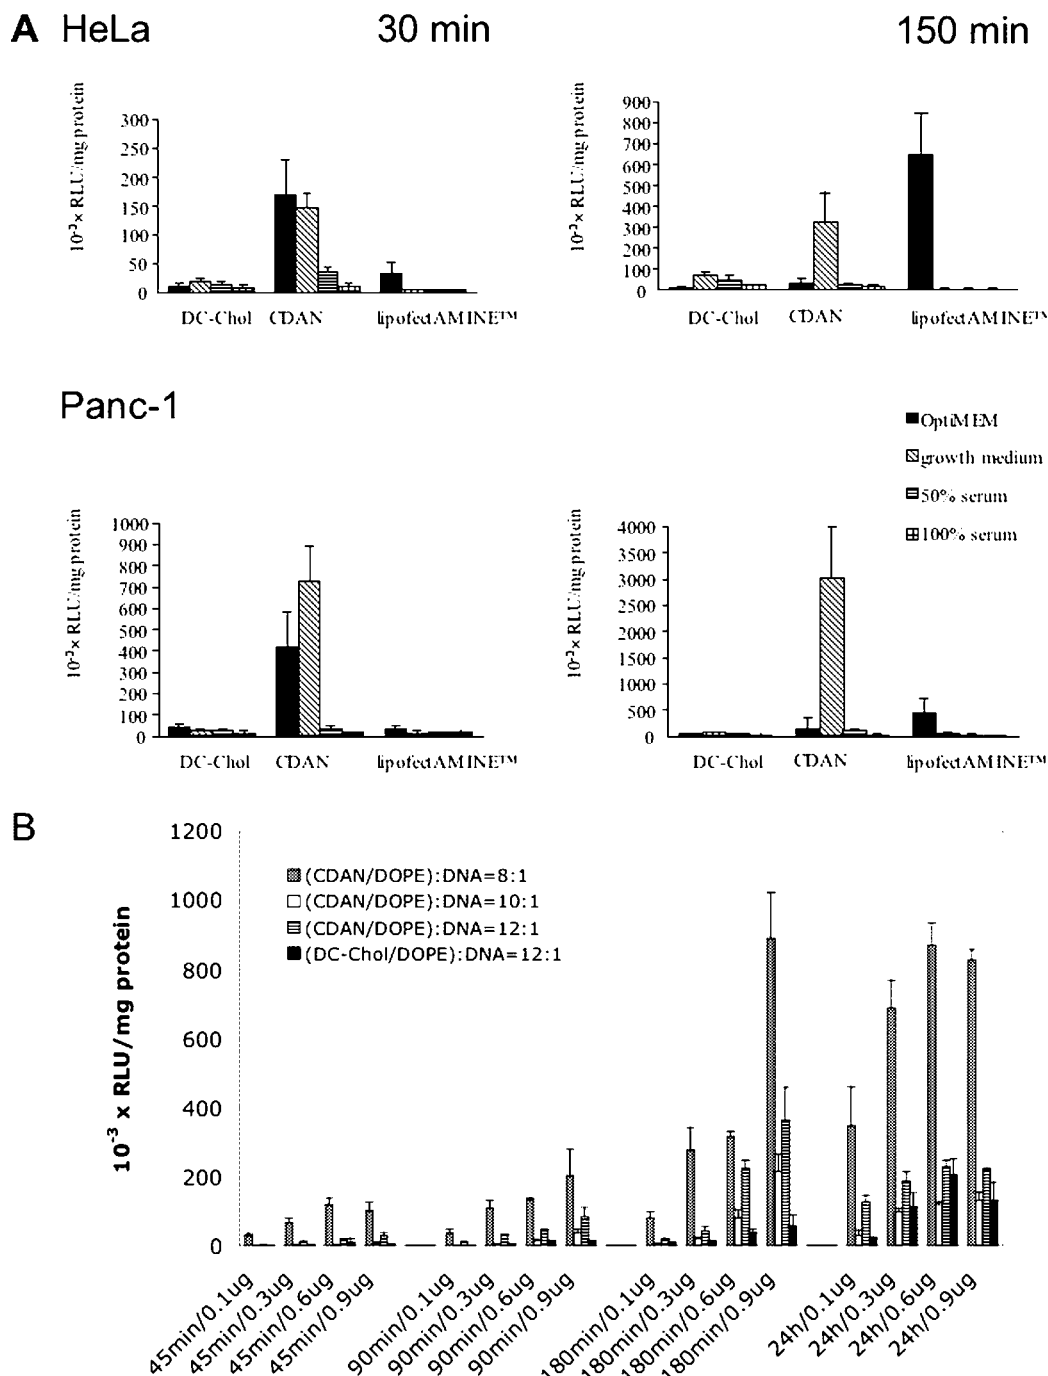 A HeLa 30 min 150 min
10⁻³× RLU/mg protein
300
250
200
150
100
50
0
DC-Chol CDAN lipofectAMINE™
10⁻³× RLU/mg protein
900
800
700
600
500
400
300
200
100
0
DC-Chol CDAN lipofectAMINE™
Panc-1
OptiMEM
growth medium
50% serum
100% serum
10⁻³× RLU/mg protein
1000
900
800
700
600
500
400
300
200
100
0
DC-Chol CDAN lipofectAMINE™
10⁻³× RLU/mg protein
4000
3500
3000
2500
2000
1500
1000
500
0
DC-Chol CDAN lipofectAMINE™
B
10⁻³ x RLU/mg protein
1200
1000
800
600
400
200
0
(CDAN/DOPE):DNA=8:1
(CDAN/DOPE):DNA=10:1
(CDAN/DOPE):DNA=12:1
(DC-Chol/DOPE):DNA=12:1
45min/0.1ug
45min/0.3ug
45min/0.6ug
45min/0.9ug
90min/0.1ug
90min/0.3ug
90min/0.6ug
90min/0.9ug
180min/0.1ug
180min/0.3ug
180min/0.6ug
180min/0.9ug
24h/0.1ug
24h/0.3ug
24h/0.6ug
24h/0.9ug